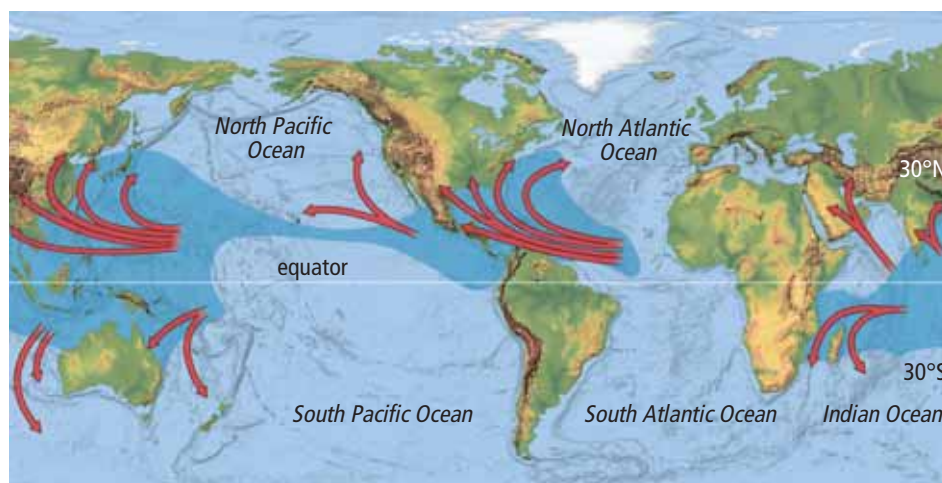 North Pacific
Ocean
North Atlantic
Ocean
30°N
equator
30°S
South Pacific Ocean
South Atlantic Ocean
Indian Ocean